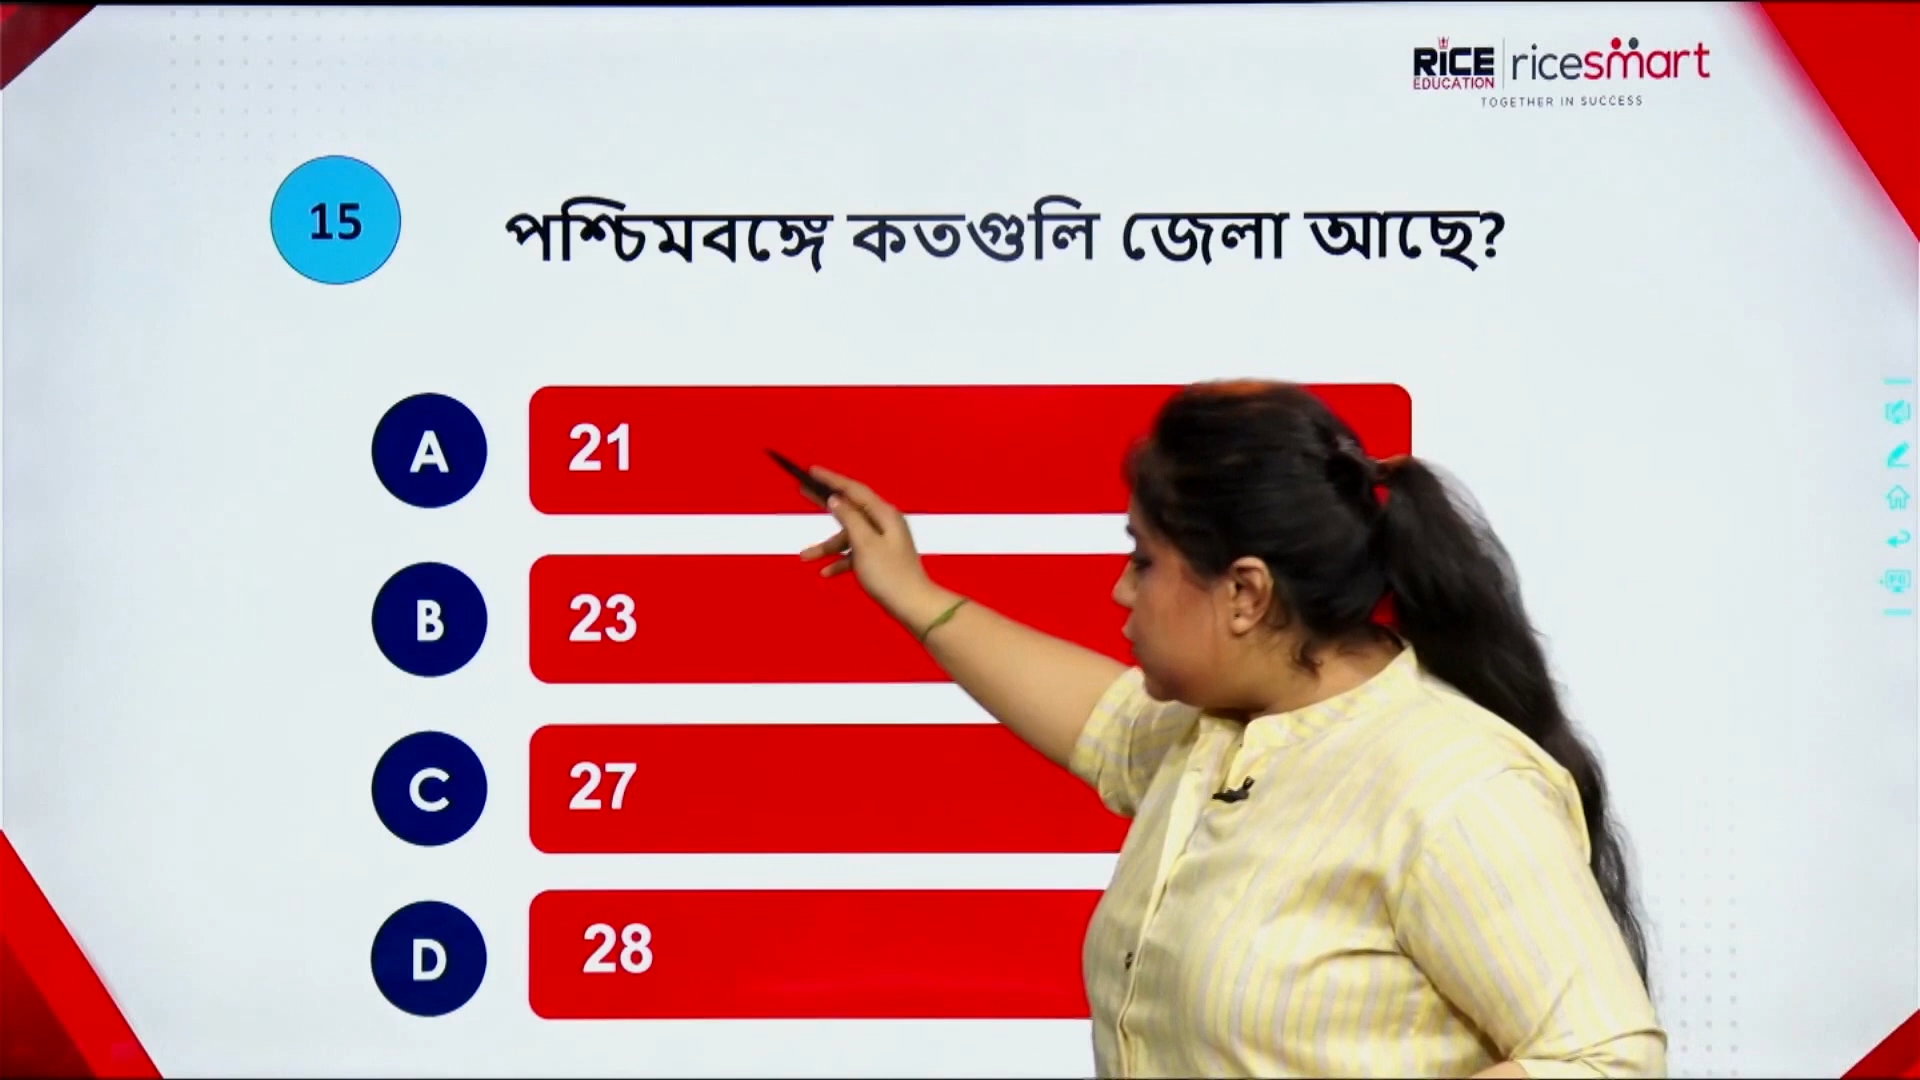 RICE
EDUCATION
ricesmart
TOGETHER IN SUCCESS
15
পশ্চিমবঙ্গে কতগুলি জেলা আছে?
A
21
B
23
C
27
D
28